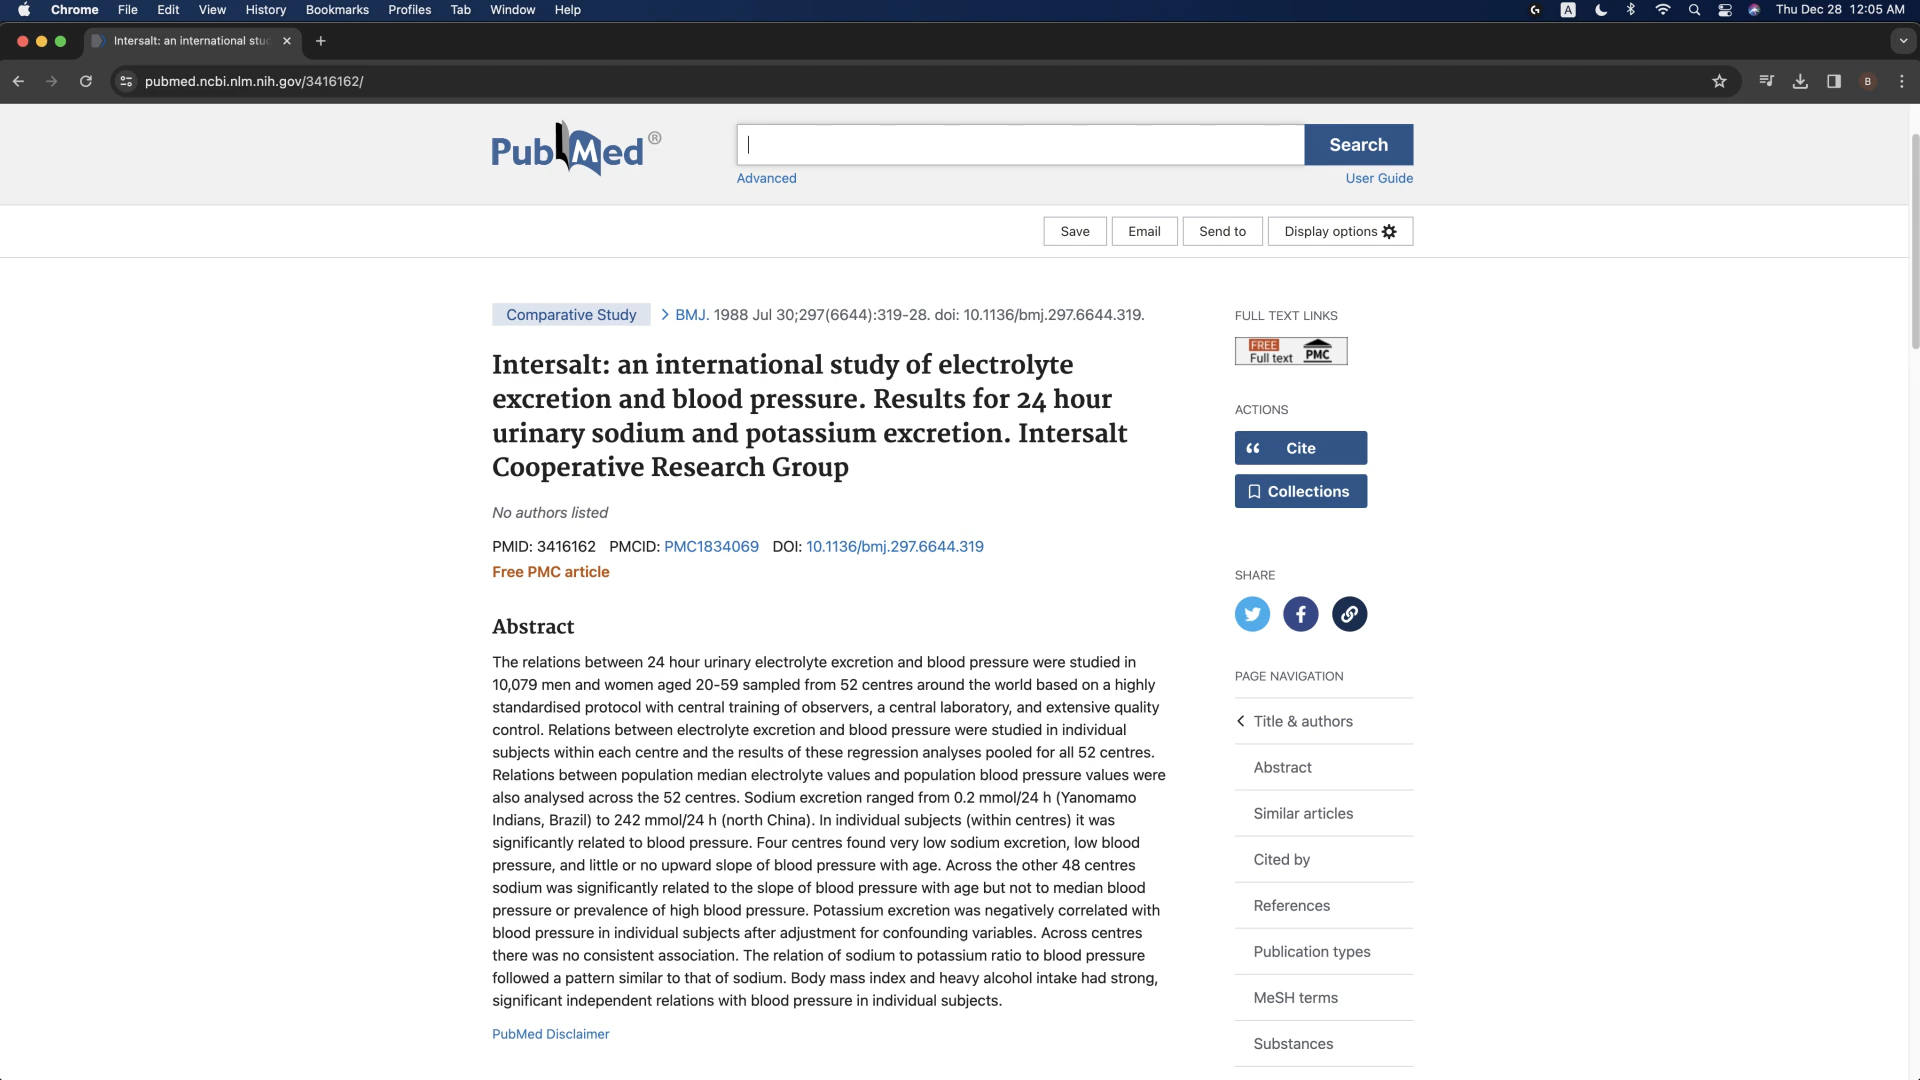 Chrome File Edit View History Bookmarks Profiles Tab Window Help
A Thu Dec 28 12:05 AM
Intersalt: an international stud
pubmed.ncbi.nlm.nih.gov/3416162/
B
PubMed®
Search
Advanced
User Guide
Save
Email
Send to
Display options
Comparative Study
BMJ. 1988 Jul 30;297(6644):319-28. doi: 10.1136/bmj.297.6644.319.
Intersalt: an international study of electrolyte
excretion and blood pressure. Results for 24 hour
urinary sodium and potassium excretion. Intersalt
Cooperative Research Group
No authors listed
PMID: 3416162 PMCID: PMC1834069 DOI: 10.1136/bmj.297.6644.319
Free PMC article
Abstract
The relations between 24 hour urinary electrolyte excretion and blood pressure were studied in
10,079 men and women aged 20-59 sampled from 52 centres around the world based on a highly
standardised protocol with central training of observers, a central laboratory, and extensive quality
control. Relations between electrolyte excretion and blood pressure were studied in individual
subjects within each centre and the results of these regression analyses pooled for all 52 centres.
Relations between population median electrolyte values and population blood pressure values were
also analysed across the 52 centres. Sodium excretion ranged from 0.2 mmol/24 h (Yanomamo
Indians, Brazil) to 242 mmol/24 h (north China). In individual subjects (within centres) it was
significantly related to blood pressure. Four centres found very low sodium excretion, low blood
pressure, and little or no upward slope of blood pressure with age. Across the other 48 centres
sodium was significantly related to the slope of blood pressure with age but not to median blood
pressure or prevalence of high blood pressure. Potassium excretion was negatively correlated with
blood pressure in individual subjects after adjustment for confounding variables. Across centres
there was no consistent association. The relation of sodium to potassium ratio to blood pressure
followed a pattern similar to that of sodium. Body mass index and heavy alcohol intake had strong,
significant independent relations with blood pressure in individual subjects.
PubMed Disclaimer
FULL TEXT LINKS
FREE
Full text PMC
ACTIONS
Cite
Collections
SHARE
PAGE NAVIGATION
Title & authors
Abstract
Similar articles
Cited by
References
Publication types
MeSH terms
Substances